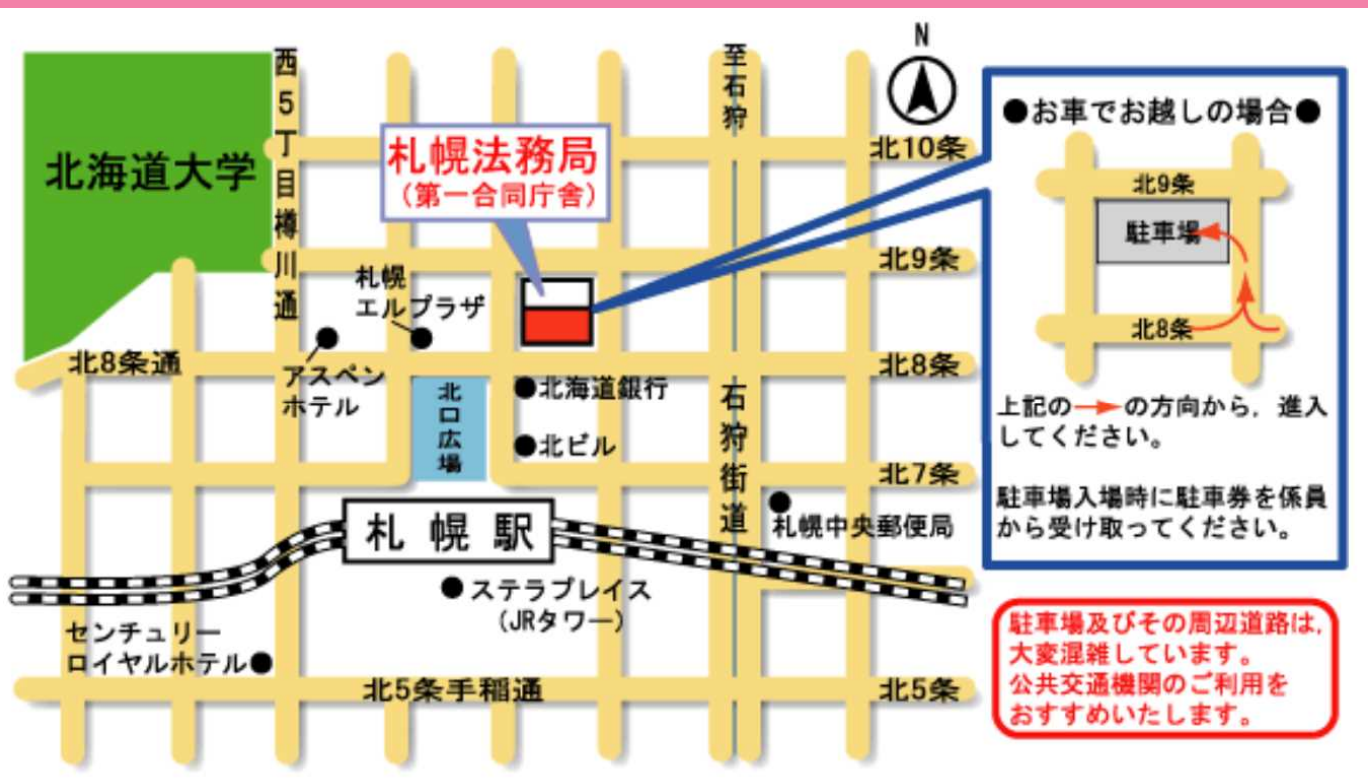 N
西5丁目樽川通
至石狩
北海道大学
札幌法務局
(第一合同庁舎)
北10条
北9条
札幌
エルプラザ
北8条通
アスペン
ホテル
北8条
北口広場
●北海道銀行
●北ビル
石狩街道
北7条
札幌中央郵便局
札幌駅
●ステラプレイス
(JRタワー)
センチュリー
ロイヤルホテル●
北5条手稲通
北5条
●お車でお越しの場合●
北9条
駐車場
北8条
上記の→の方向から，進入
してください。
駐車場入場時に駐車券を係員
から受け取ってください。
駐車場及びその周辺道路は，
大変混雑しています。
公共交通機関のご利用を
おすすめいたします。